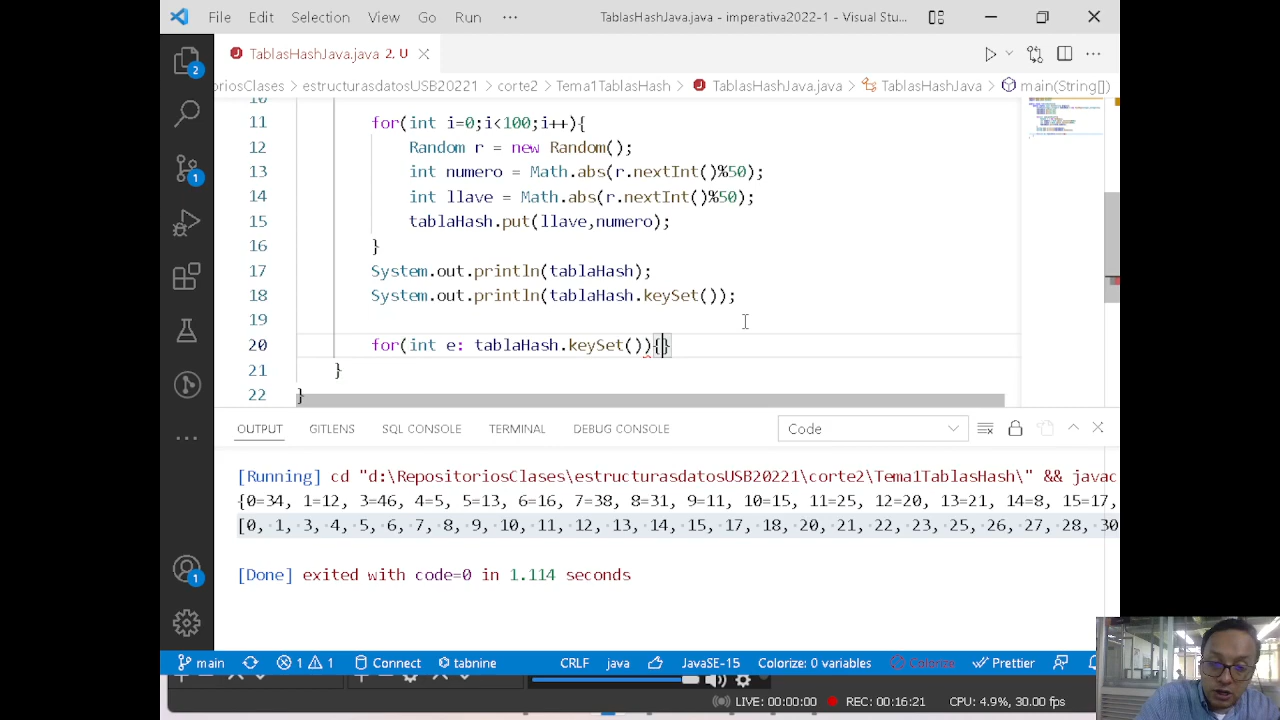 File Edit Selection View Go Run ··· TablasHashJava.java - imperativa2022-1 - Visual Stu...
TablasHashJava.java 2, U
oriosClases > estructurasdatosUSB20221 > corte2 > Tema1TablasHash > TablasHashJava.java > TablasHashJava > main(String[])
10
11 for(int i=0;i<100;i++){
12 Random r = new Random();
13 int numero = Math.abs(r.nextInt()%50);
14 int llave = Math.abs(r.nextInt()%50);
15 tablaHash.put(llave,numero);
16 }
17 System.out.println(tablaHash);
18 System.out.println(tablaHash.keySet());
19
20 for(int e: tablaHash.keySet()){}
21 }
22 }
OUTPUT GITLENS SQL CONSOLE TERMINAL DEBUG CONSOLE Code
[Running] cd "d:\RepositoriosClases\estructurasdatosUSB20221\corte2\Tema1TablasHash\" && javac
{0=34, 1=12, 3=46, 4=5, 5=13, 6=16, 7=38, 8=31, 9=11, 10=15, 11=25, 12=20, 13=21, 14=8, 15=17,
[0, 1, 3, 4, 5, 6, 7, 8, 9, 10, 11, 12, 13, 14, 15, 17, 18, 20, 21, 22, 23, 25, 26, 27, 28, 30
[Done] exited with code=0 in 1.114 seconds
main 1 1 Connect tabnine CRLF java JavaSE-15 Colorize: 0 variables Colorize Prettier
LIVE: 00:00:00 REC: 00:16:21 CPU: 4.9%, 30.00 fps
2
1
1